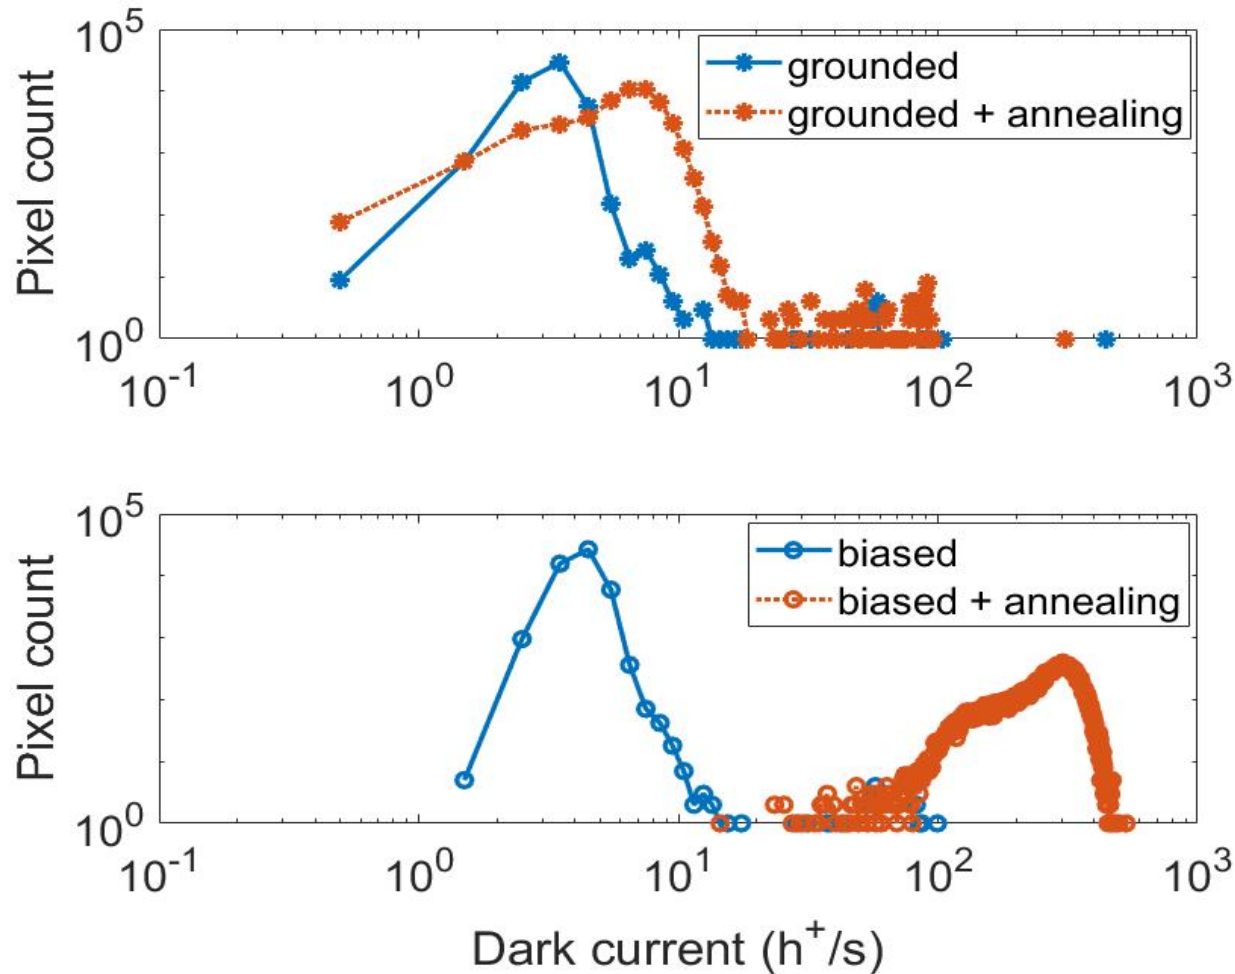 10^5
grounded
grounded + annealing
Pixel count
10^0
10^-1 10^0 10^1 10^2 10^3
10^5
biased
biased + annealing
Pixel count
10^0
10^-1 10^0 10^1 10^2 10^3
Dark current (h^+/s)